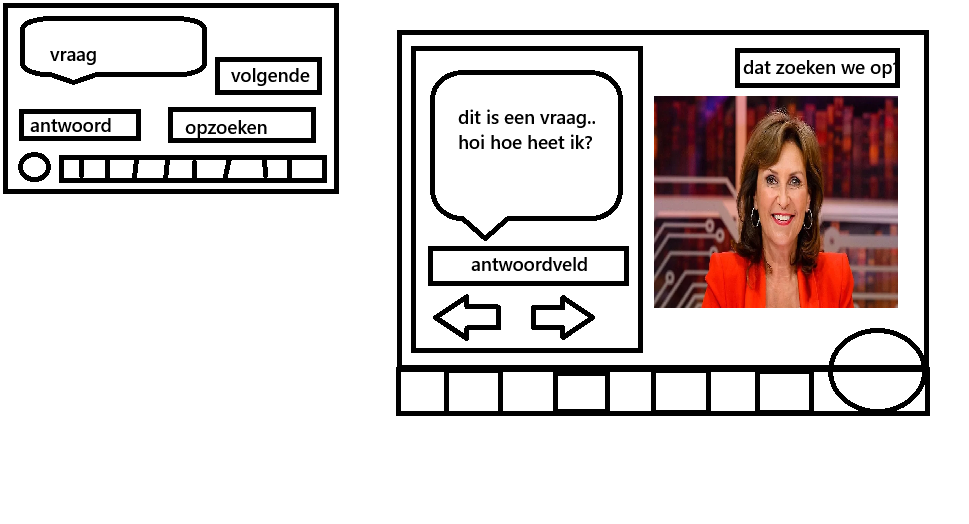 vraag
volgende
antwoord
opzoeken
dit is een vraag..
hoi hoe heet ik?
antwoordveld
dat zoeken we op?